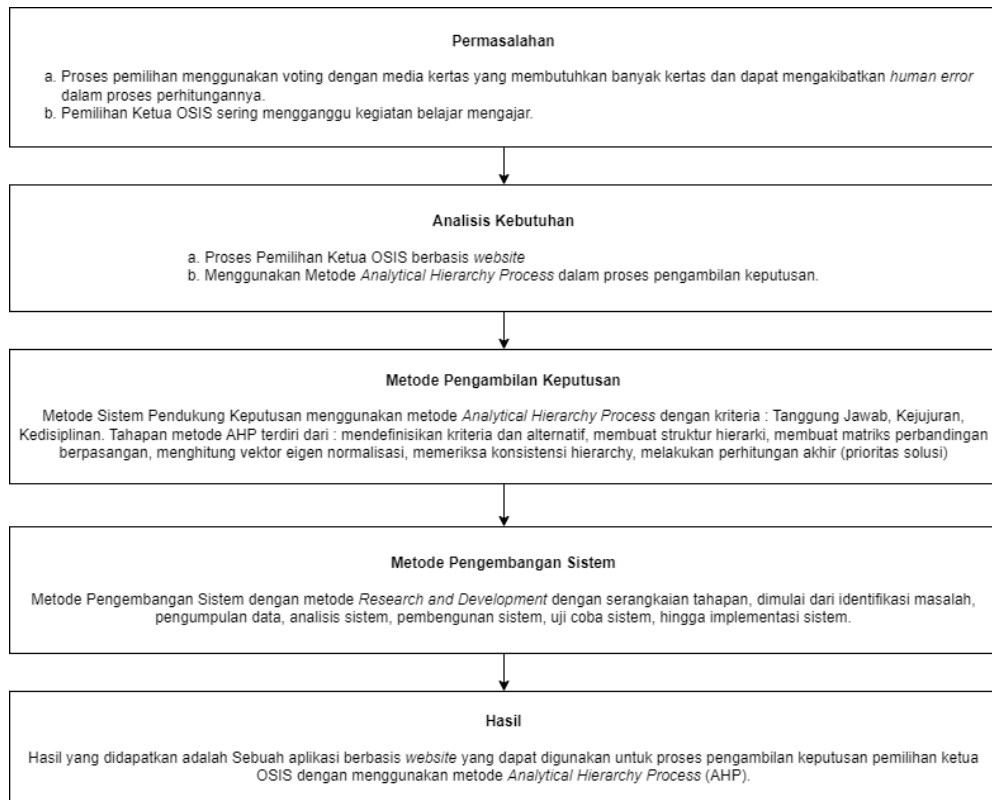 Permasalahan
a. Proses pemilihan menggunakan voting dengan media kertas yang membutuhkan banyak kertas dan dapat mengakibatkan human error
dalam proses perhitungannya.
b. Pemilihan Ketua OSIS sering mengganggu kegiatan belajar mengajar.
Analisis Kebutuhan
a. Proses Pemilihan Ketua OSIS berbasis website
b. Menggunakan Metode Analytical Hierarchy Process dalam proses pengambilan keputusan.
Metode Pengambilan Keputusan
Metode Sistem Pendukung Keputusan menggunakan metode Analytical Hierarchy Process dengan kriteria : Tanggung Jawab, Kejujuran,
Kedisiplinan. Tahapan metode AHP terdiri dari : mendefinisikan kriteria dan alternatif, membuat struktur hierarki, membuat matriks perbandingan
berpasangan, menghitung vektor eigen normalisasi, memeriksa konsistensi hierarchy, melakukan perhitungan akhir (prioritas solusi)
Metode Pengembangan Sistem
Metode Pengembangan Sistem dengan metode Research and Development dengan serangkaian tahapan, dimulai dari identifikasi masalah,
pengumpulan data, analisis sistem, pembengunan sistem, uji coba sistem, hingga implementasi sistem.
Hasil
Hasil yang didapatkan adalah Sebuah aplikasi berbasis website yang dapat digunakan untuk proses pengambilan keputusan pemilihan ketua
OSIS dengan menggunakan metode Analytical Hierarchy Process (AHP).